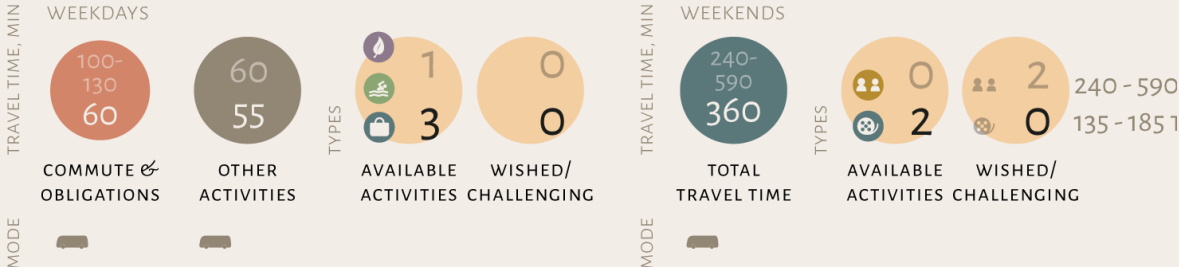 WEEKDAYS
TRAVEL TIME, MIN
100-
130
60
60
55
TYPES
1
3
0
0
COMMUTE &
OBLIGATIONS
OTHER
ACTIVITIES
AVAILABLE
ACTIVITIES
WISHED/
CHALLENGING
MODE
WEEKENDS
TRAVEL TIME, MIN
240-
590
360
TYPES
0
2
2
0
240 - 590
135 - 185
TOTAL
TRAVEL TIME
AVAILABLE
ACTIVITIES
WISHED/
CHALLENGING
MODE